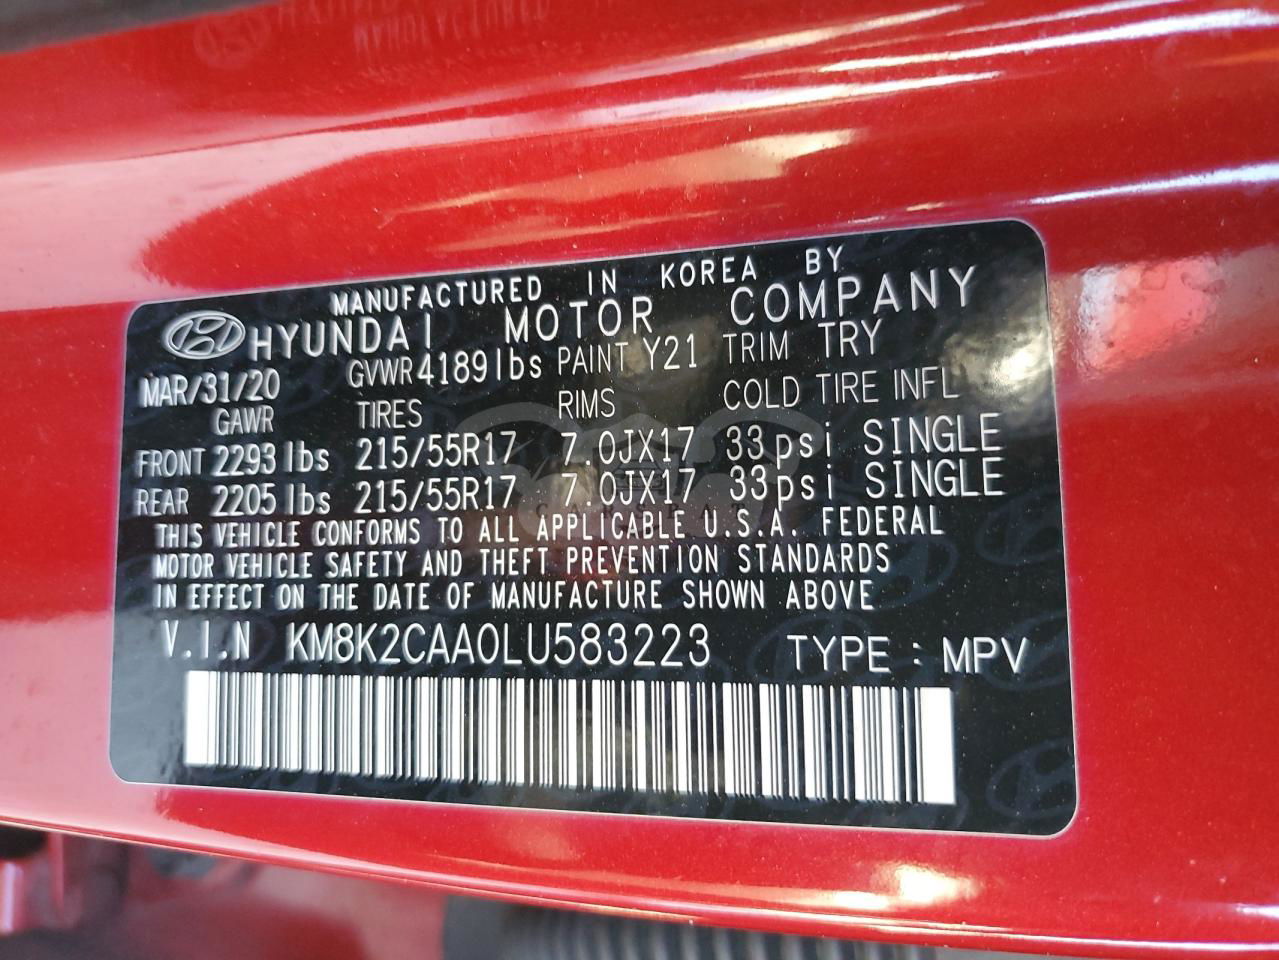 MANUFACTURED IN KOREA BY
HYUNDAI MOTOR COMPANY
MAR/31/20 GVWR 4189 lbs PAINT Y21 TRIM TRY
GAWR TIRES RIMS COLD TIRE INFL
FRONT 2293 lbs 215/55R17 7.0JX17 33psi SINGLE
REAR 2205 lbs 215/55R17 7.0JX17 33psi SINGLE
THIS VEHICLE CONFORMS TO ALL APPLICABLE U.S.A. FEDERAL
MOTOR VEHICLE SAFETY AND THEFT PREVENTION STANDARDS
IN EFFECT ON THE DATE OF MANUFACTURE SHOWN ABOVE
V.I.N KM8K2CAA0LU583223 TYPE : MPV